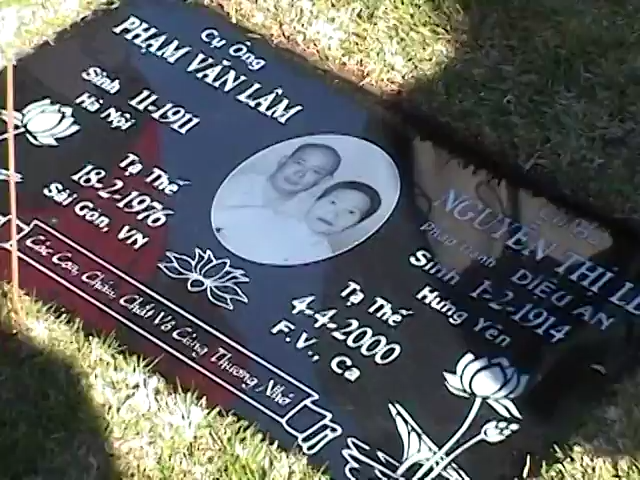 Cụ Ông
PHẠM VĂN LÂM
Sinh 11-1911
Hà Nội
Tạ Thế
18-2-1976
Sài Gòn, VN
Cụ Bà
NGUYỄN THỊ
Pháp Danh DIỆU ÂN
Sinh 1-2-1914
Hưng Yên
Tạ Thế
4-4-2000
F.V., Ca
Các Con, Cháu, Chắt Vô Cùng Thương Nhớ